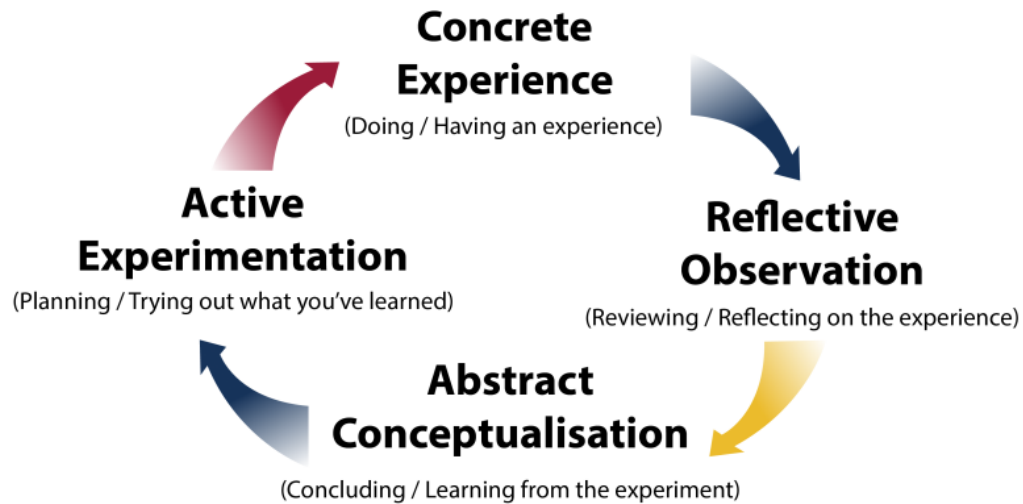 Concrete
Experience
(Doing / Having an experience)
Active
Experimentation
(Planning / Trying out what you've learned)
Reflective
Observation
(Reviewing / Reflecting on the experience)
Abstract
Conceptualisation
(Concluding / Learning from the experiment)